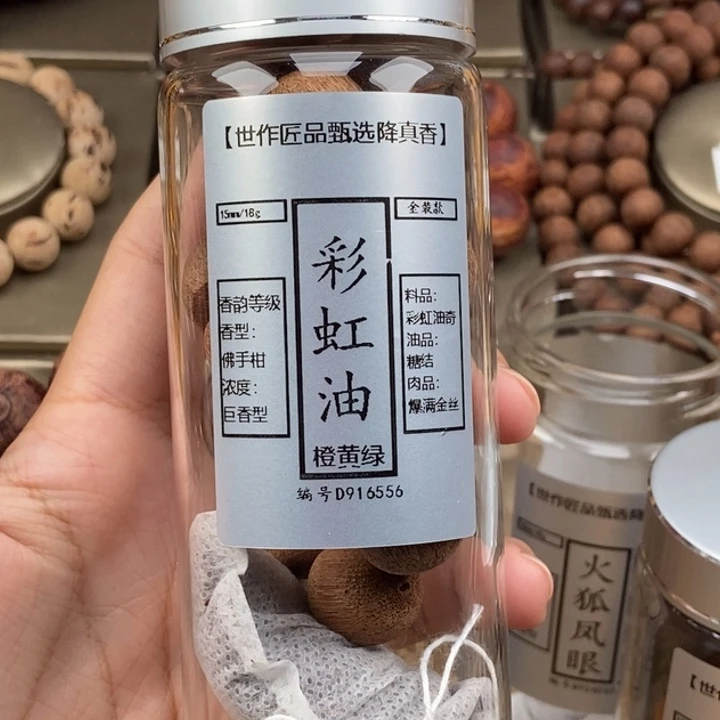 【世作匠品甄选降真香】
15mm/18g
全装款
彩虹油
橙黄绿
香韵等级
香型:
佛手柑
浓度:
巨香型
料品:
彩虹油奇
油品:
糖结
肉品:
爆满金丝
编号D916556
【世作匠品甄选降
火狐凤眼
【世